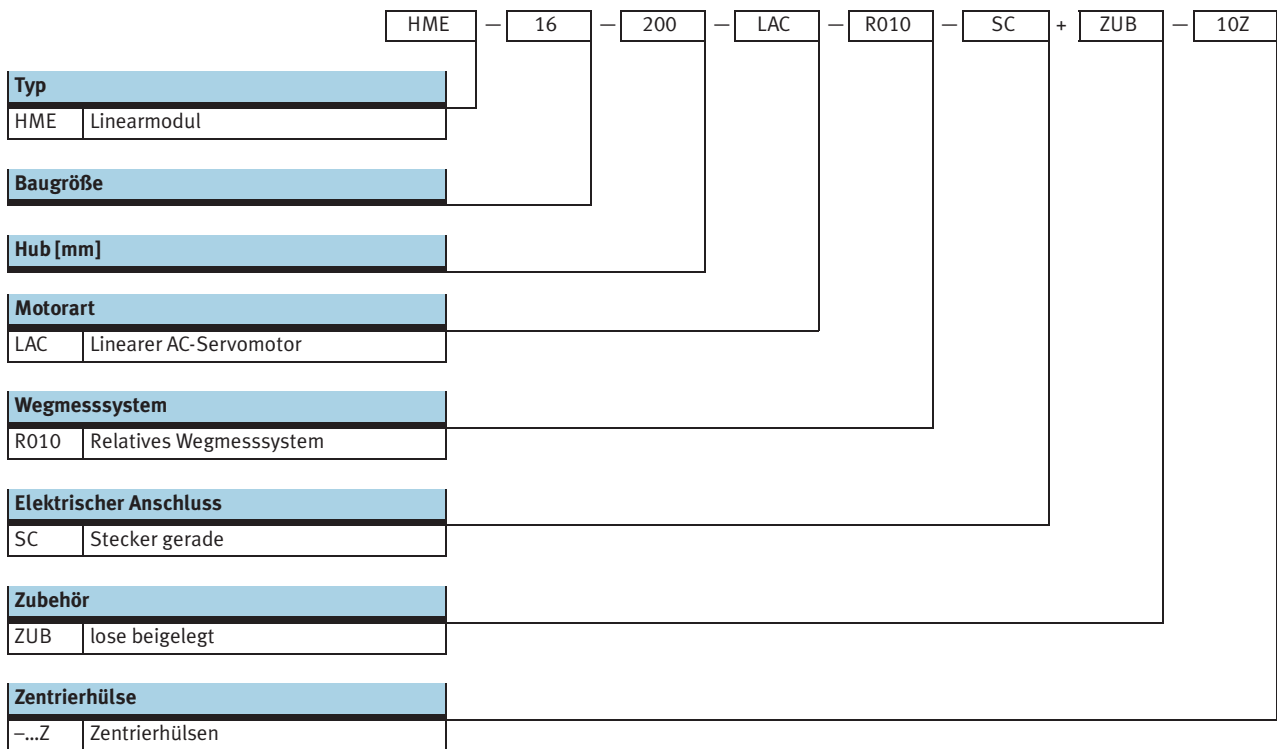 HME – 16 – 200 – LAC – R010 – SC + ZUB – 10Z
Typ
HME Linearmodul
Baugröße
Hub [mm]
Motorart
LAC Linearer AC-Servomotor
Wegmesssystem
R010 Relatives Wegmesssystem
Elektrischer Anschluss
SC Stecker gerade
Zubehör
ZUB lose beigelegt
Zentrierhülse
–...Z Zentrierhülsen